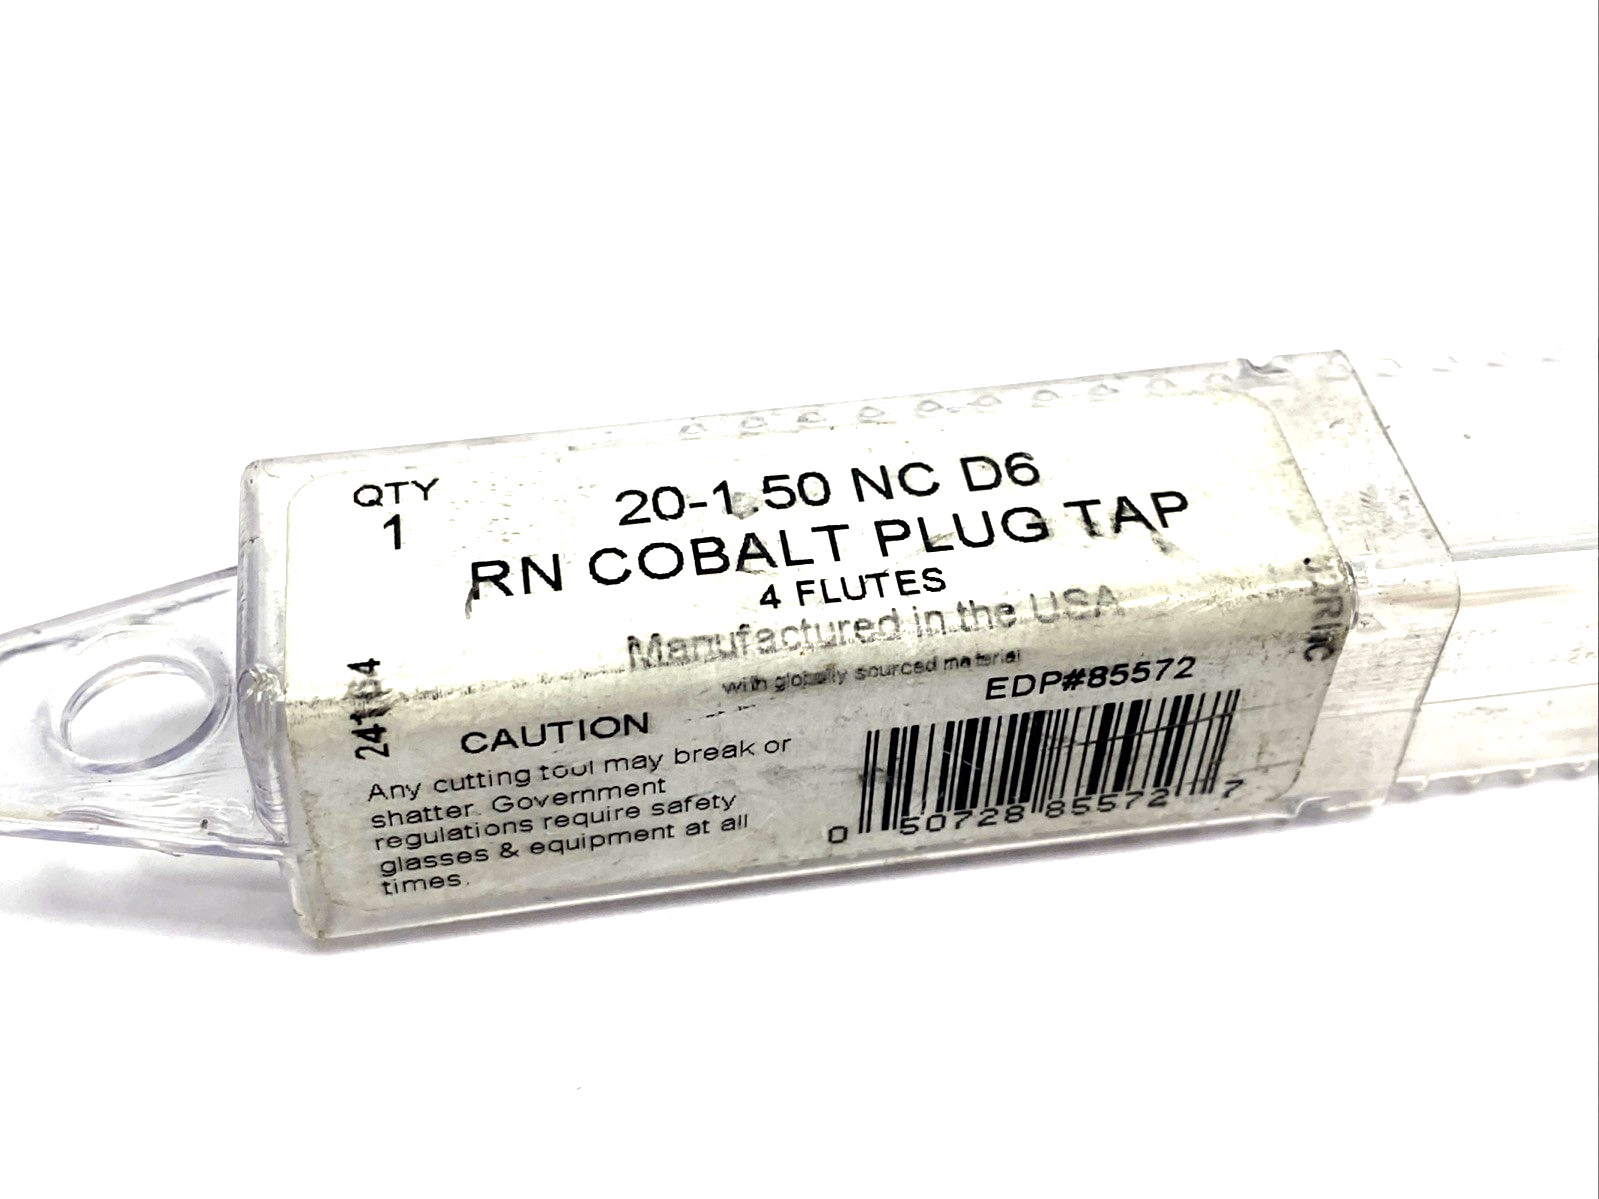 QTY
1
20-1.50 NC D6
RN COBALT PLUG TAP
4 FLUTES
Manufactured in the USA
with globally sourced material
EDP#85572
CAUTION
Any cutting tool may break or
shatter. Government
regulations require safety
glasses & equipment at all
times.
0 50728 85572 7